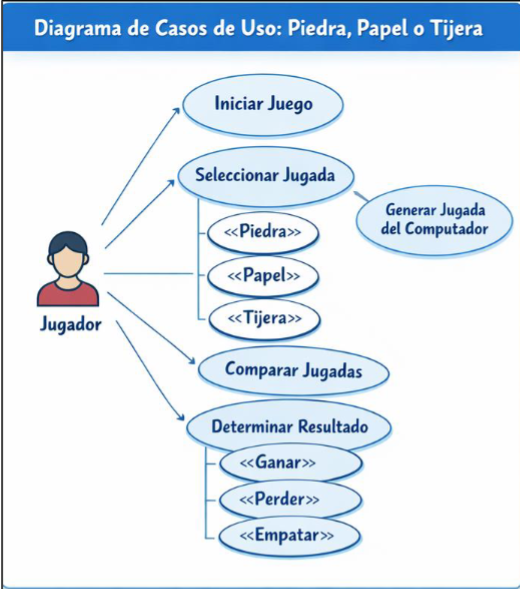 Diagrama de Casos de Uso: Piedra, Papel o Tijera
Iniciar Juego
Seleccionar Jugada
Generar Jugada
del Computador
<<Piedra>>
<<Papel>>
<<Tijera>>
Jugador
Comparar Jugadas
Determinar Resultado
<<Ganar>>
<<Perder>>
<<Empatar>>